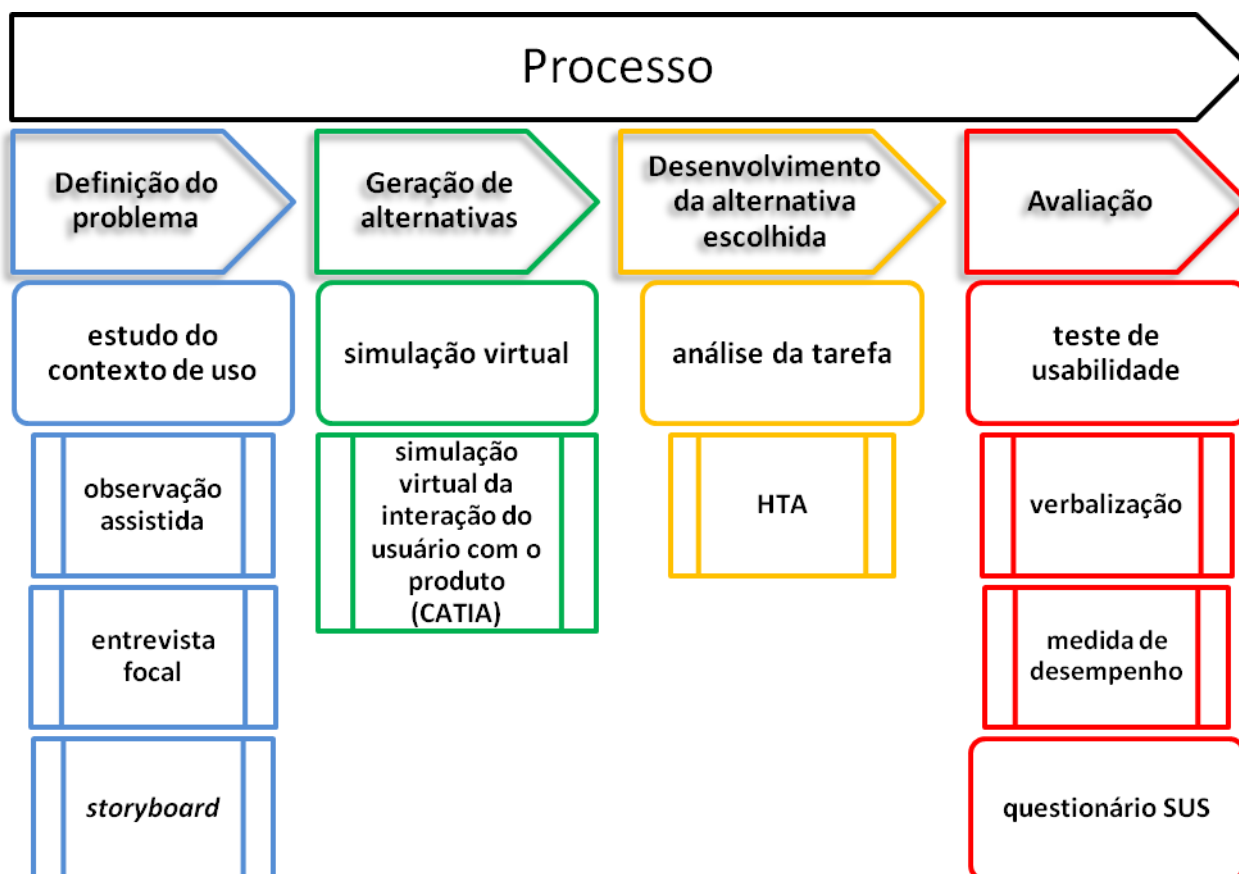 Processo
Definição do
problema
Geração de
alternativas
Desenvolvimento
da alternativa
escolhida
Avaliação
estudo do
contexto de uso
simulação virtual
análise da tarefa
teste de
usabilidade
observação
assistida
simulação
virtual da
interação do
usuário com o
produto
(CATIA)
HTA
verbalização
entrevista
focal
medida de
desempenho
storyboard
questionário SUS